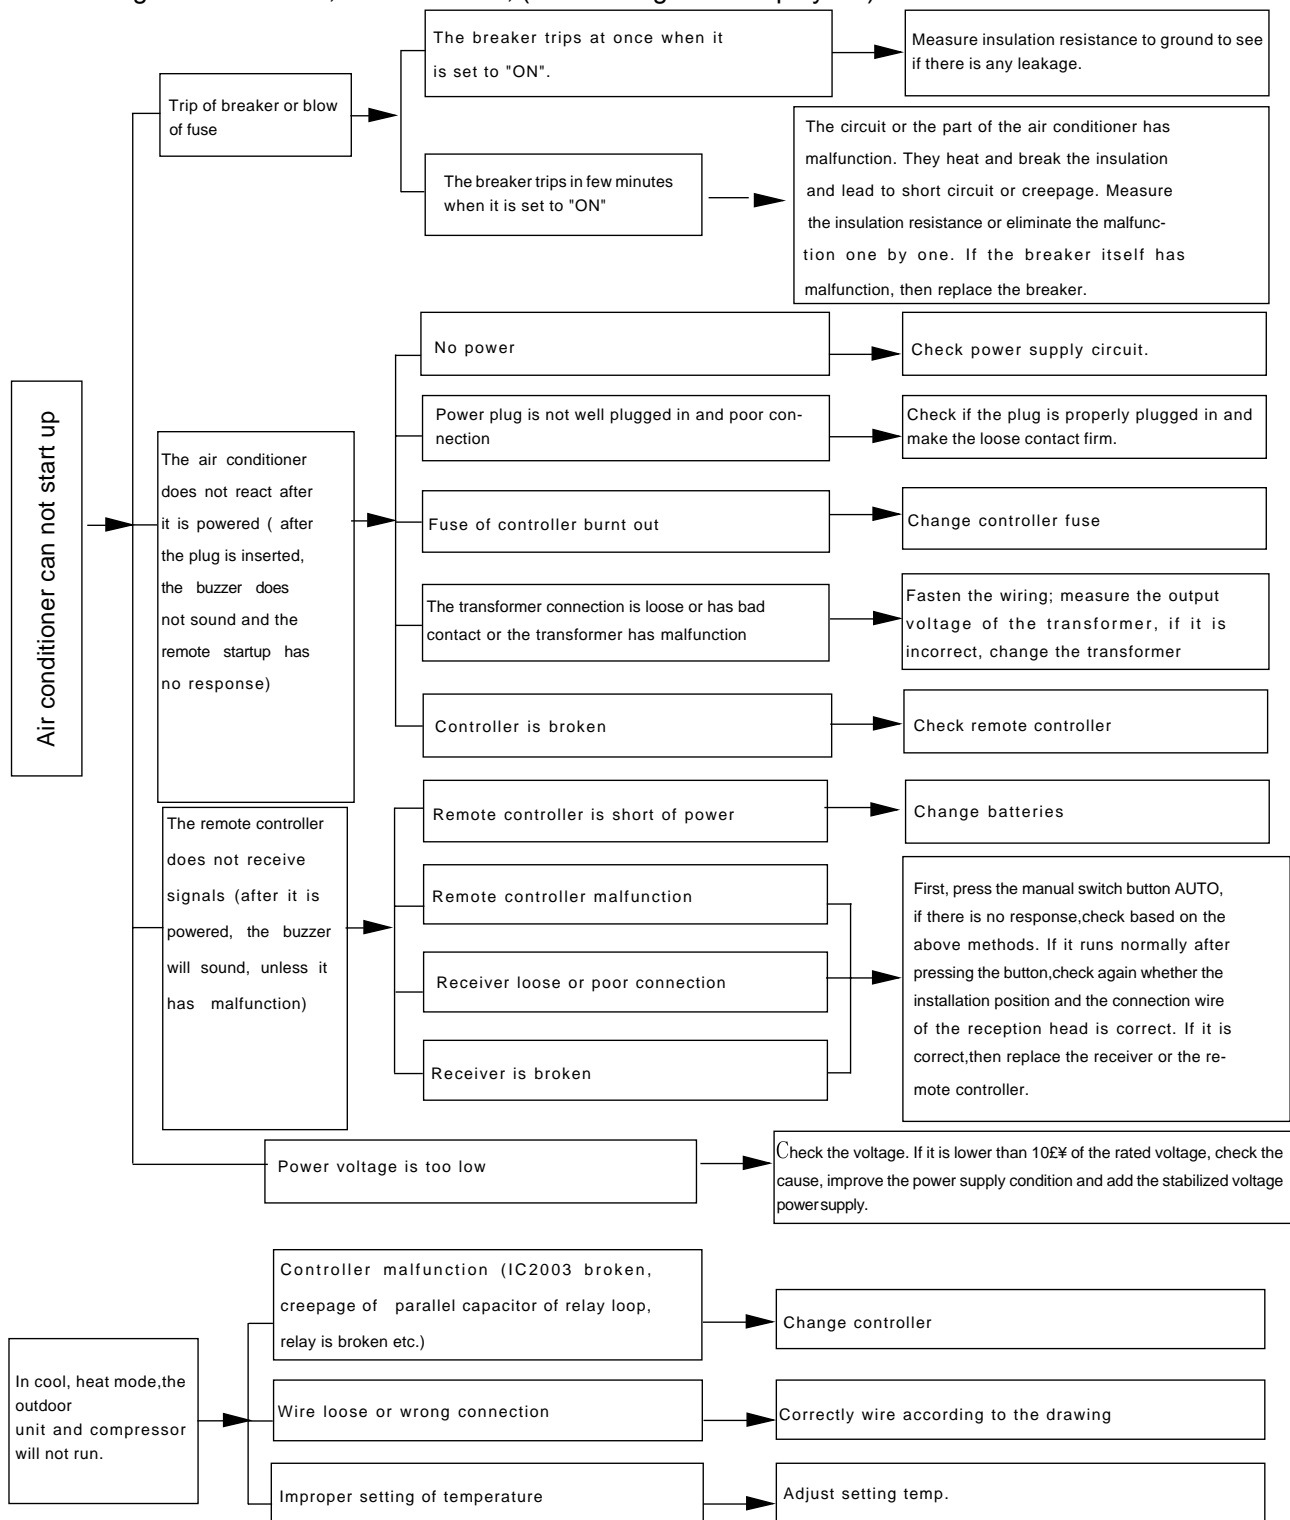 The breaker trips at once when it
is set to "ON".
Measure insulation resistance to ground to see
if there is any leakage.
Trip of breaker or blow
of fuse
The breaker trips in few minutes
when it is set to "ON"
The circuit or the part of the air conditioner has
malfunction. They heat and break the insulation
and lead to short circuit or creepage. Measure
the insulation resistance or eliminate the malfunc-
tion one by one. If the breaker itself has
malfunction, then replace the breaker.
Air conditioner can not start up
The air conditioner
does not react after
it is powered ( after
the plug is inserted,
the buzzer does
not sound and the
remote startup has
no response)
No power
Check power supply circuit.
Power plug is not well plugged in and poor con-
nection
Check if the plug is properly plugged in and
make the loose contact firm.
Fuse of controller burnt out
Change controller fuse
The transformer connection is loose or has bad
contact or the transformer has malfunction
Fasten the wiring; measure the output
voltage of the transformer, if it is
incorrect, change the transformer
Controller is broken
Check remote controller
The remote controller
does not receive
signals (after it is
powered, the buzzer
will sound, unless it
has malfunction)
Remote controller is short of power
Change batteries
Remote controller malfunction
Receiver loose or poor connection
Receiver is broken
First, press the manual switch button AUTO,
if there is no response,check based on the
above methods. If it runs normally after
pressing the button,check again whether the
installation position and the connection wire
of the reception head is correct. If it is
correct,then replace the receiver or the re-
mote controller.
Power voltage is too low
Check the voltage. If it is lower than 10£¥ of the rated voltage, check the
cause, improve the power supply condition and add the stabilized voltage
power supply.
In cool, heat mode,the
outdoor
unit and compressor
will not run.
Controller malfunction (IC2003 broken,
creepage of parallel capacitor of relay loop,
relay is broken etc.)
Change controller
Wire loose or wrong connection
Correctly wire according to the drawing
Improper setting of temperature
Adjust setting temp.